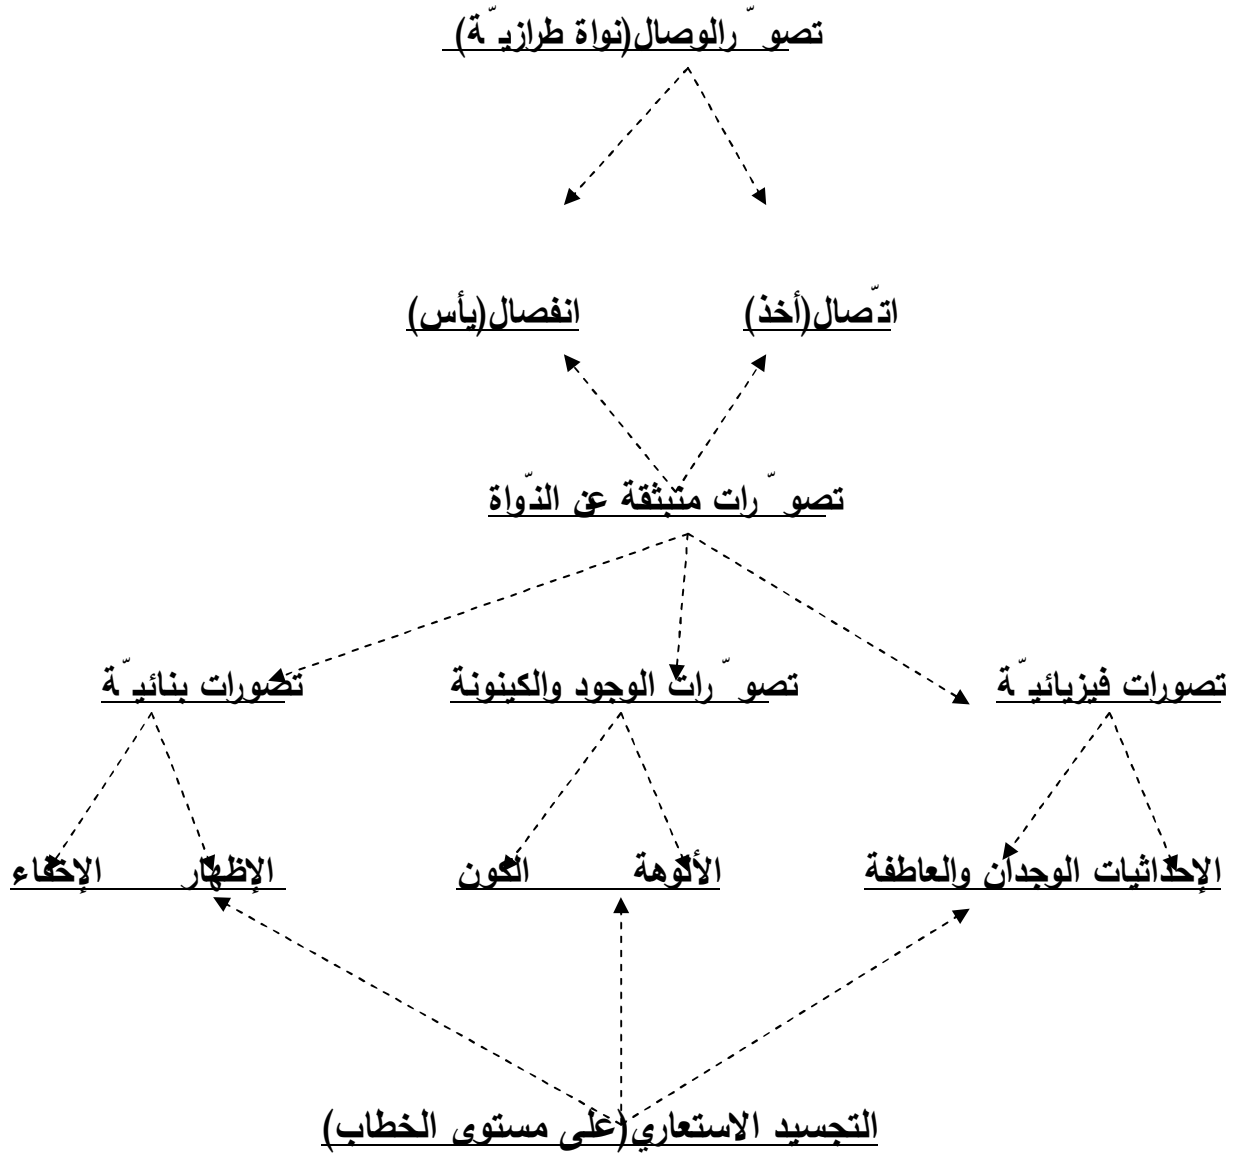 تصوّر الوصال(نواة طرازيّة)
اتّصال(أخذ) انفصال(يأس)
تصوّرات متبثقة عن النّواة
تصورات فيزيائيّة تصوّرات الوجود والكينونة تصورات بنائيّة
الإحداثيات الوجدان والعاطفة الألوهة الكون الإظهار الإخفاء
التجسيد الاستعاري(على مستوى الخطاب)